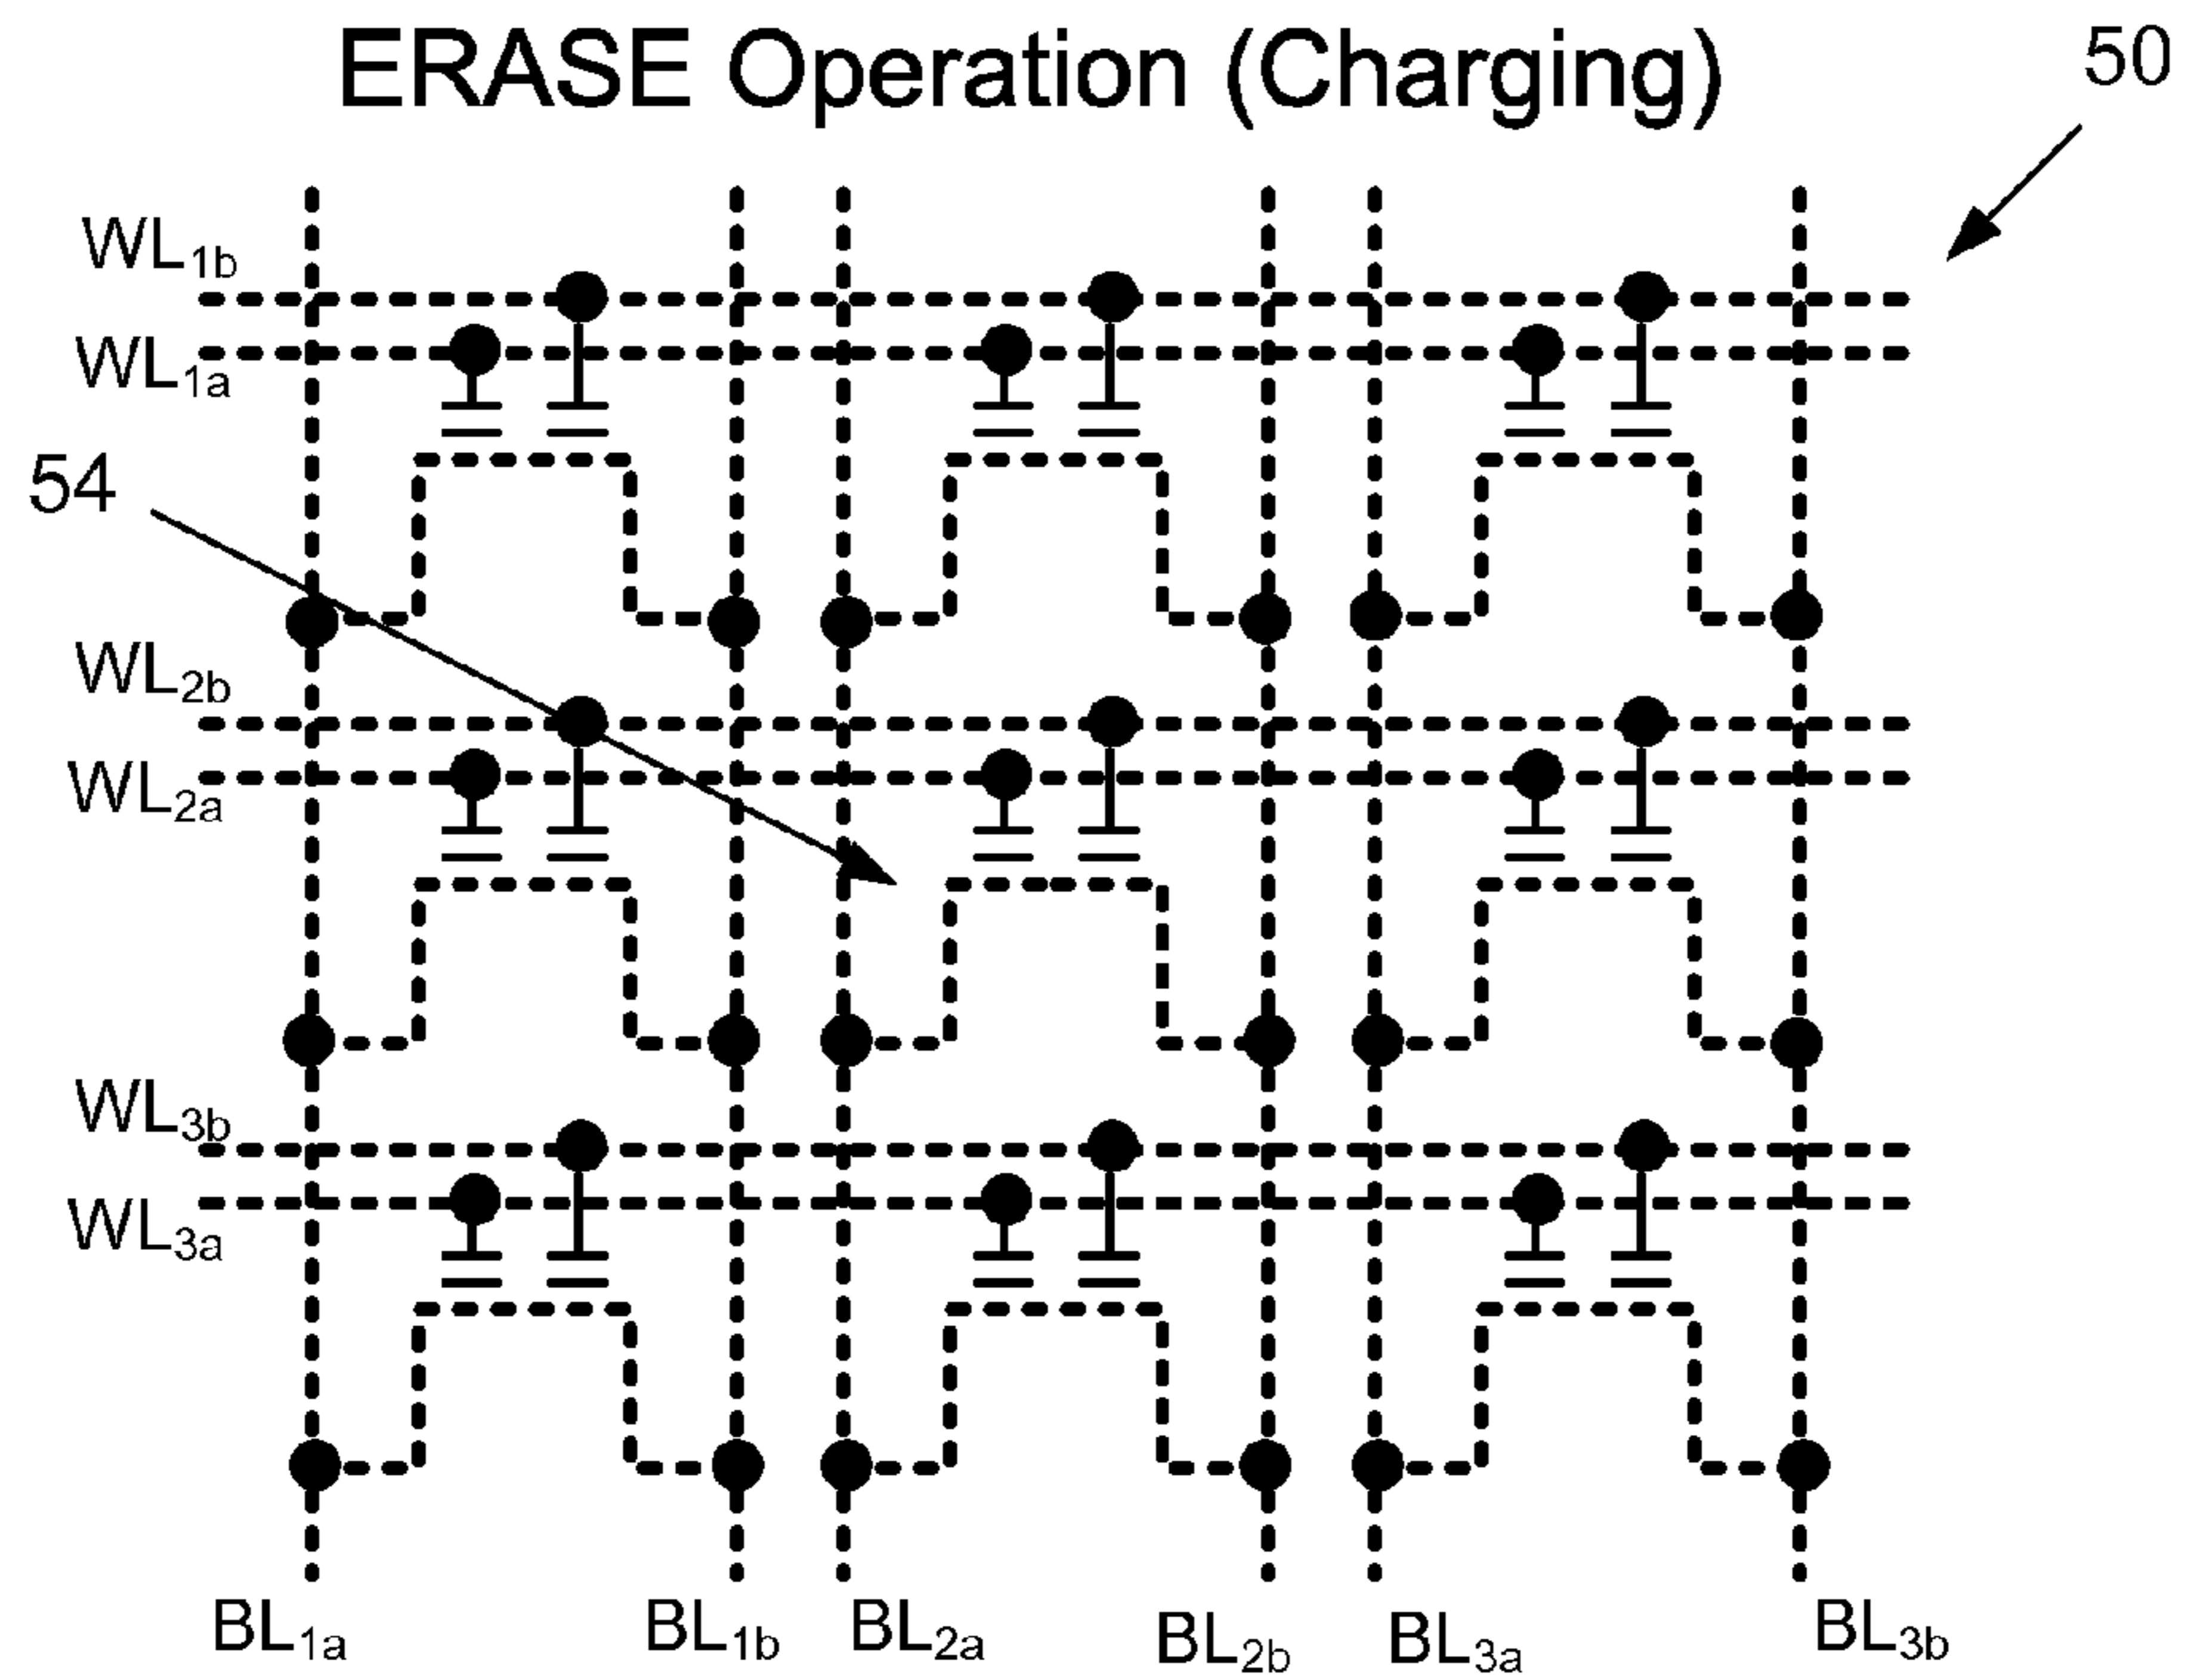 ERASE Operation (Charging)
50
WL1b
WL1a
54
WL2b
WL2a
WL3b
WL3a
BL1a BL1b BL2a BL2b BL3a BL3b